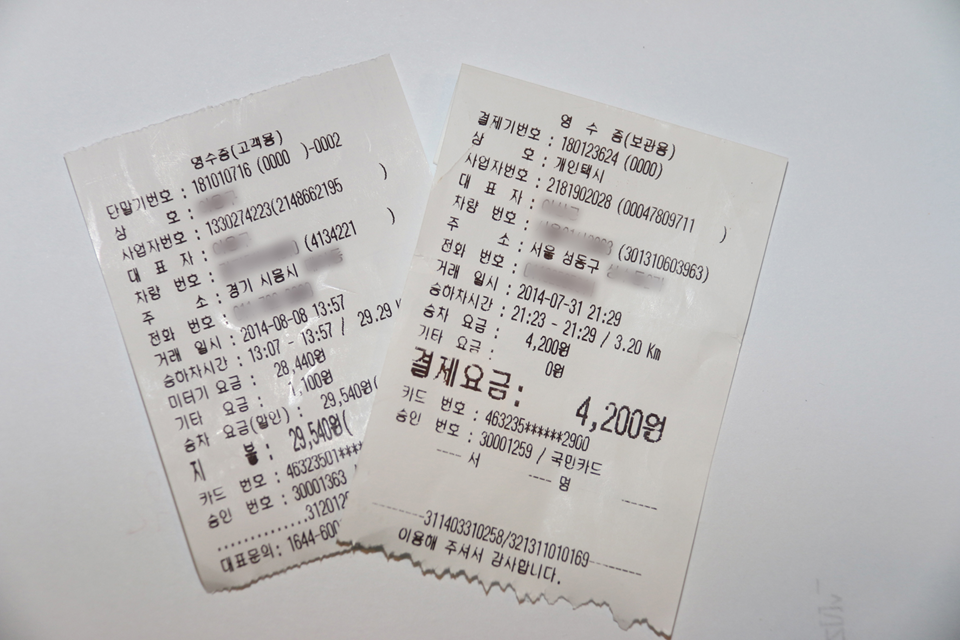 영수증(고객용)
단말기번호 : 181010716 (0000 )-0002
상 호 :
사업자번호 : 1330274223(2148662195 )
대 표 자 :
차량 번호 : (4134221 )
주 소 : 경기 시용시
전화 번호 :
거래 일시 : 2014-08-08 13:57
승하차시간 : 13:07 - 13:57 / 29.29
미터기 요금 : 28,440원
기타 요금 : 1,100원
승차 요금(할인) : 29,540원(
지 불: 29,540원(
카드 번호 : 46323501****
승인 번호 : 30001363
대표문의: 1644-600
영 수 증(보관용)
결제기번호 : 180123624 (0000)
상 호 : 개인택시
사업자번호 : 2181902028 (00047809711 )
대 표 자 :
차량 번호 : (301310603963)
주 소 : 서울 성동구
전화 번호 :
거래 일시 : 2014-07-31 21:29
승하차시간 : 21:23 - 21:29 / 3.20 Km
승차 요금 : 4,200원
기타 요금 : 0원
결제요금: 4,200원
카드 번호 : 463235******2900
승인 번호 : 30001259 / 국민카드
---- 서 ---- 명 ------
------311403310258/321311010169------
이용해 주셔서 감사합니다.